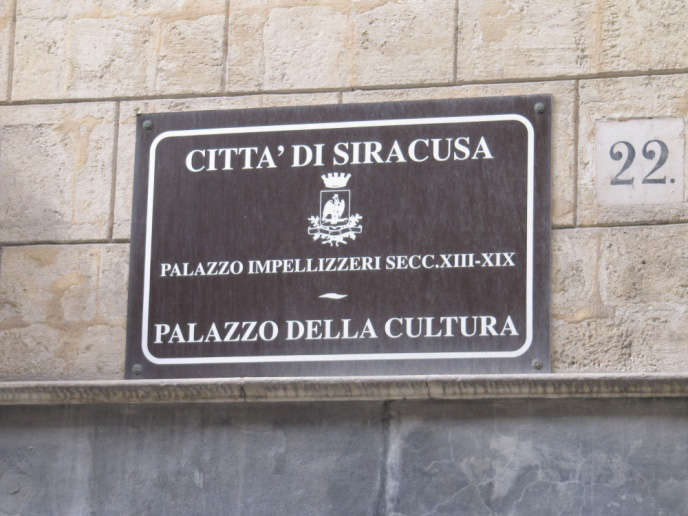 CITTA' DI SIRACUSA
PALAZZO IMPELLIZZERI SECC.XIII-XIX
PALAZZO DELLA CULTURA
22.